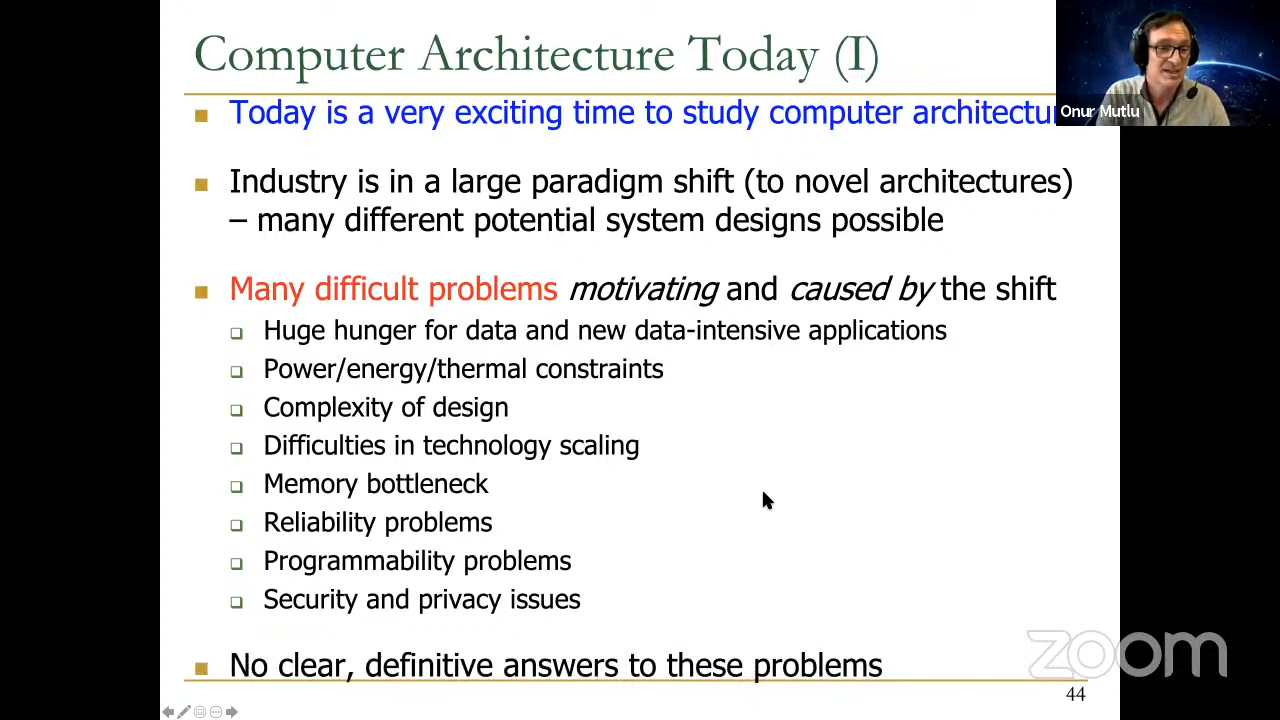 Computer Architecture Today (I)
Today is a very exciting time to study computer
Industry is in a large paradigm shift (to novel architectures)
– many different potential system designs possible
Many difficult problems motivating and caused by the shift
Huge hunger for data and new data-intensive applications
Power/energy/thermal constraints
Complexity of design
Difficulties in technology scaling
Memory bottleneck
Reliability problems
Programmability problems
Security and privacy issues
No clear, definitive answers to these problems
44
Onur Mutlu
zoom